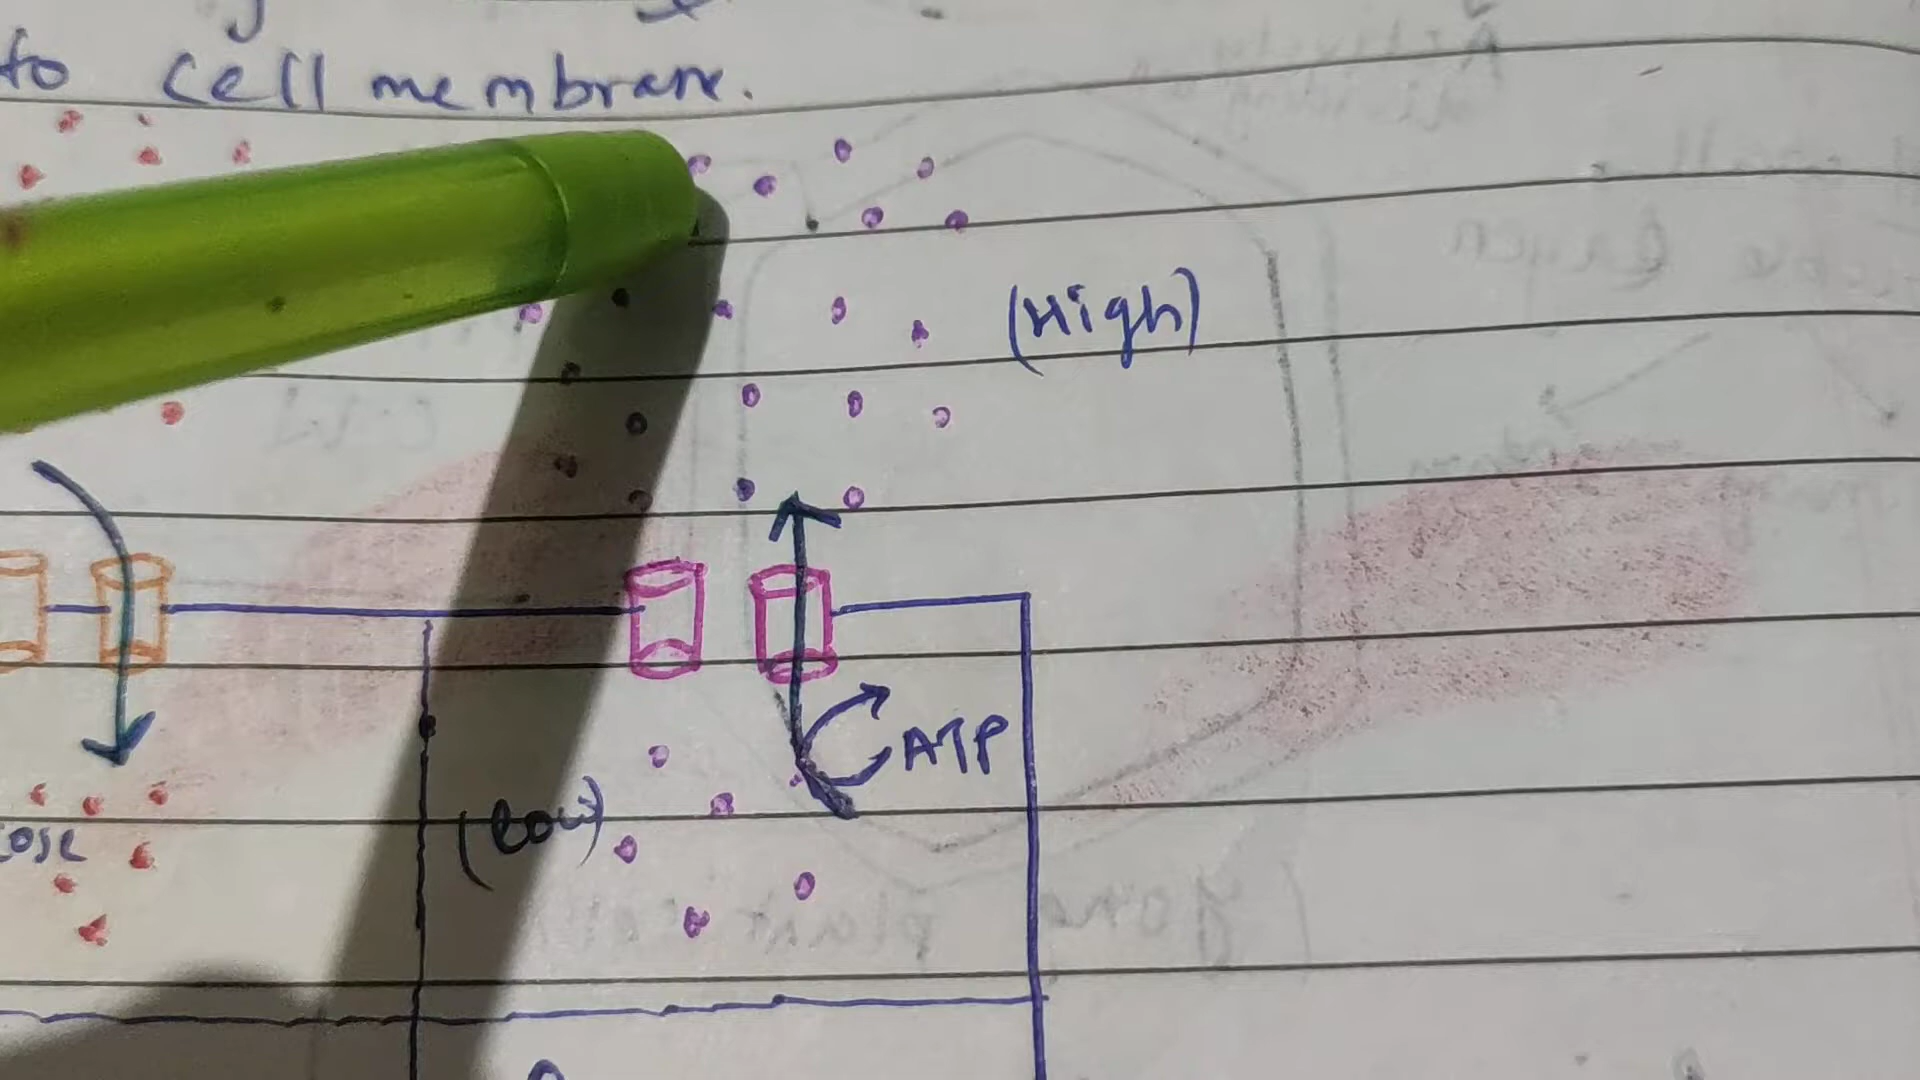 to cell membrane.
(High)
ATP
(low)